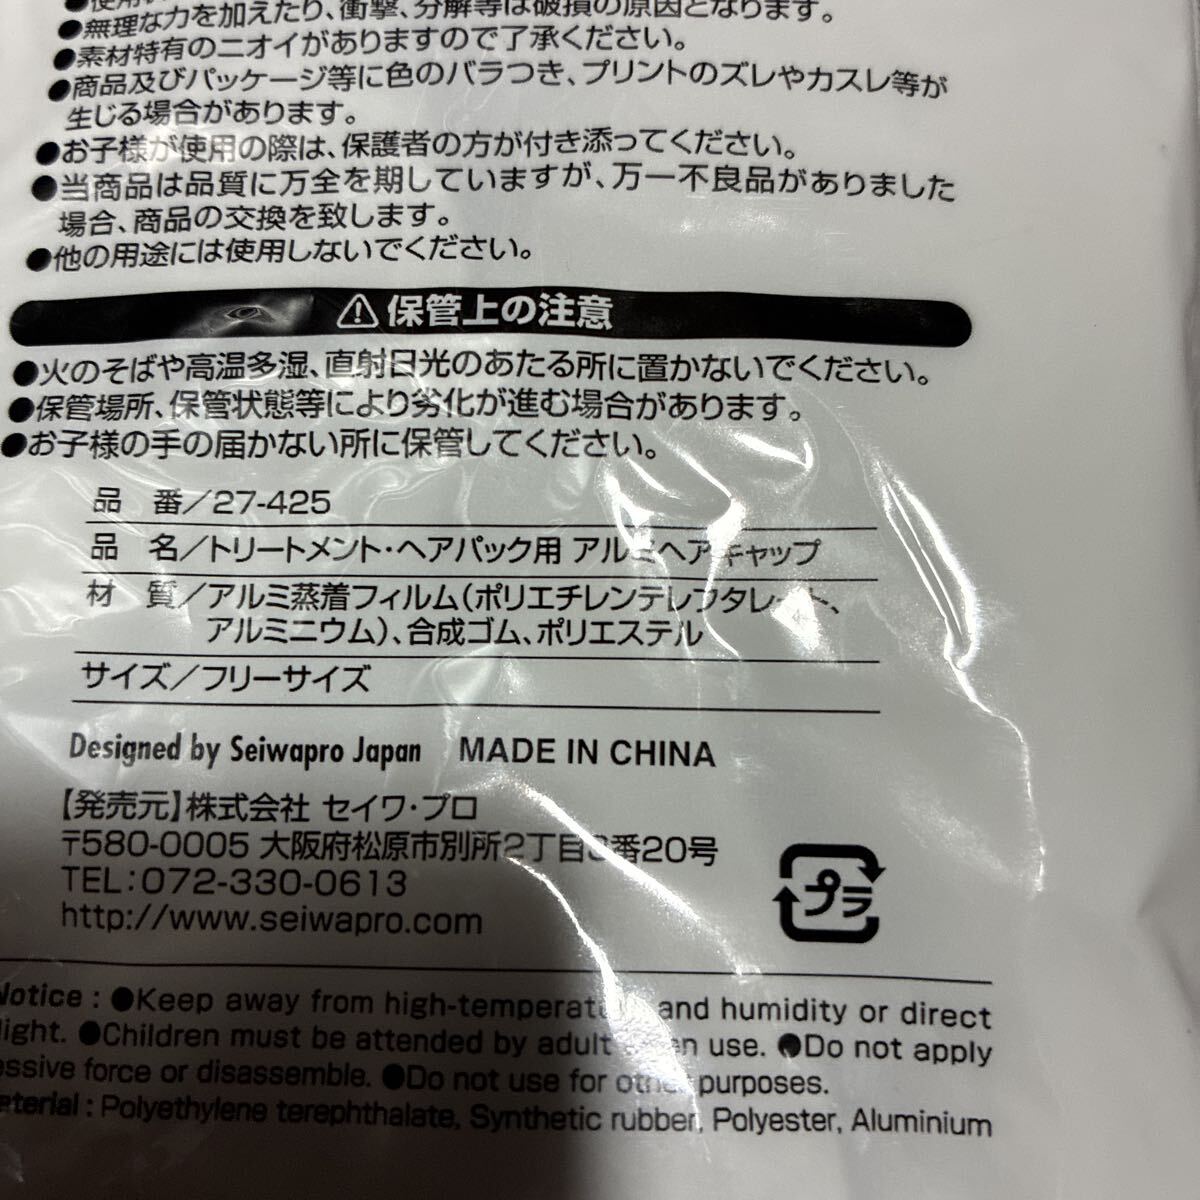 ●無理な力を加えたり、衝撃、分解等は破損の原因となります。
●素材特有のニオイがありますので了承ください。
●商品及びパッケージ等に色のバラつき、プリントのズレやカスレ等が
生じる場合があります。
●お子様が使用の際は、保護者の方が付き添ってください。
●当商品は品質に万全を期していますが、万一不良品がありました
場合、商品の交換を致します。
●他の用途には使用しないでください。
⚠保管上の注意
●火のそばや高温多湿、直射日光のあたる所に置かないでください。
●保管場所、保管状態等により劣化が進む場合があります。
●お子様の手の届かない所に保管してください。
品 番/27-425
品 名/トリートメント・ヘアパック用 アルミヘアキャップ
材 質/アルミ蒸着フィルム(ポリエチレンテレフタレート、
アルミニウム)、合成ゴム、ポリエステル
サイズ/フリーサイズ
Designed by Seiwapro Japan MADE IN CHINA
【発売元】株式会社 セイワ・プロ
〒580-0005 大阪府松原市別所2丁目3番20号
TEL:072-330-0613
http://www.seiwapro.com
プラ
Notice : ●Keep away from high-temperature and humidity or direct
light. ●Children must be attended by adult when use. ●Do not apply
essive force or disassemble. ●Do not use for other purposes.
aterial : Polyethylene terephthalate, Synthetic rubber, Polyester, Aluminium